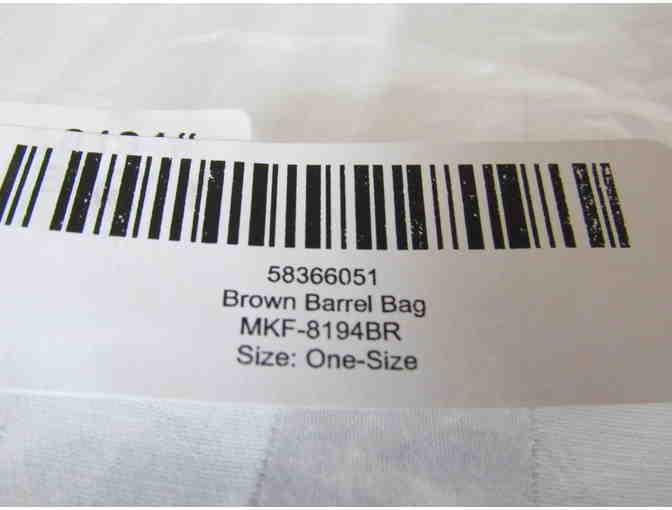 58366051
Brown Barrel Bag
MKF-8194BR
Size: One-Size